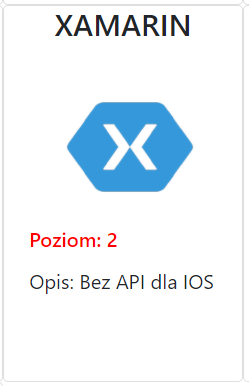 XAMARIN
Poziom: 2
Opis: Bez API dla IOS